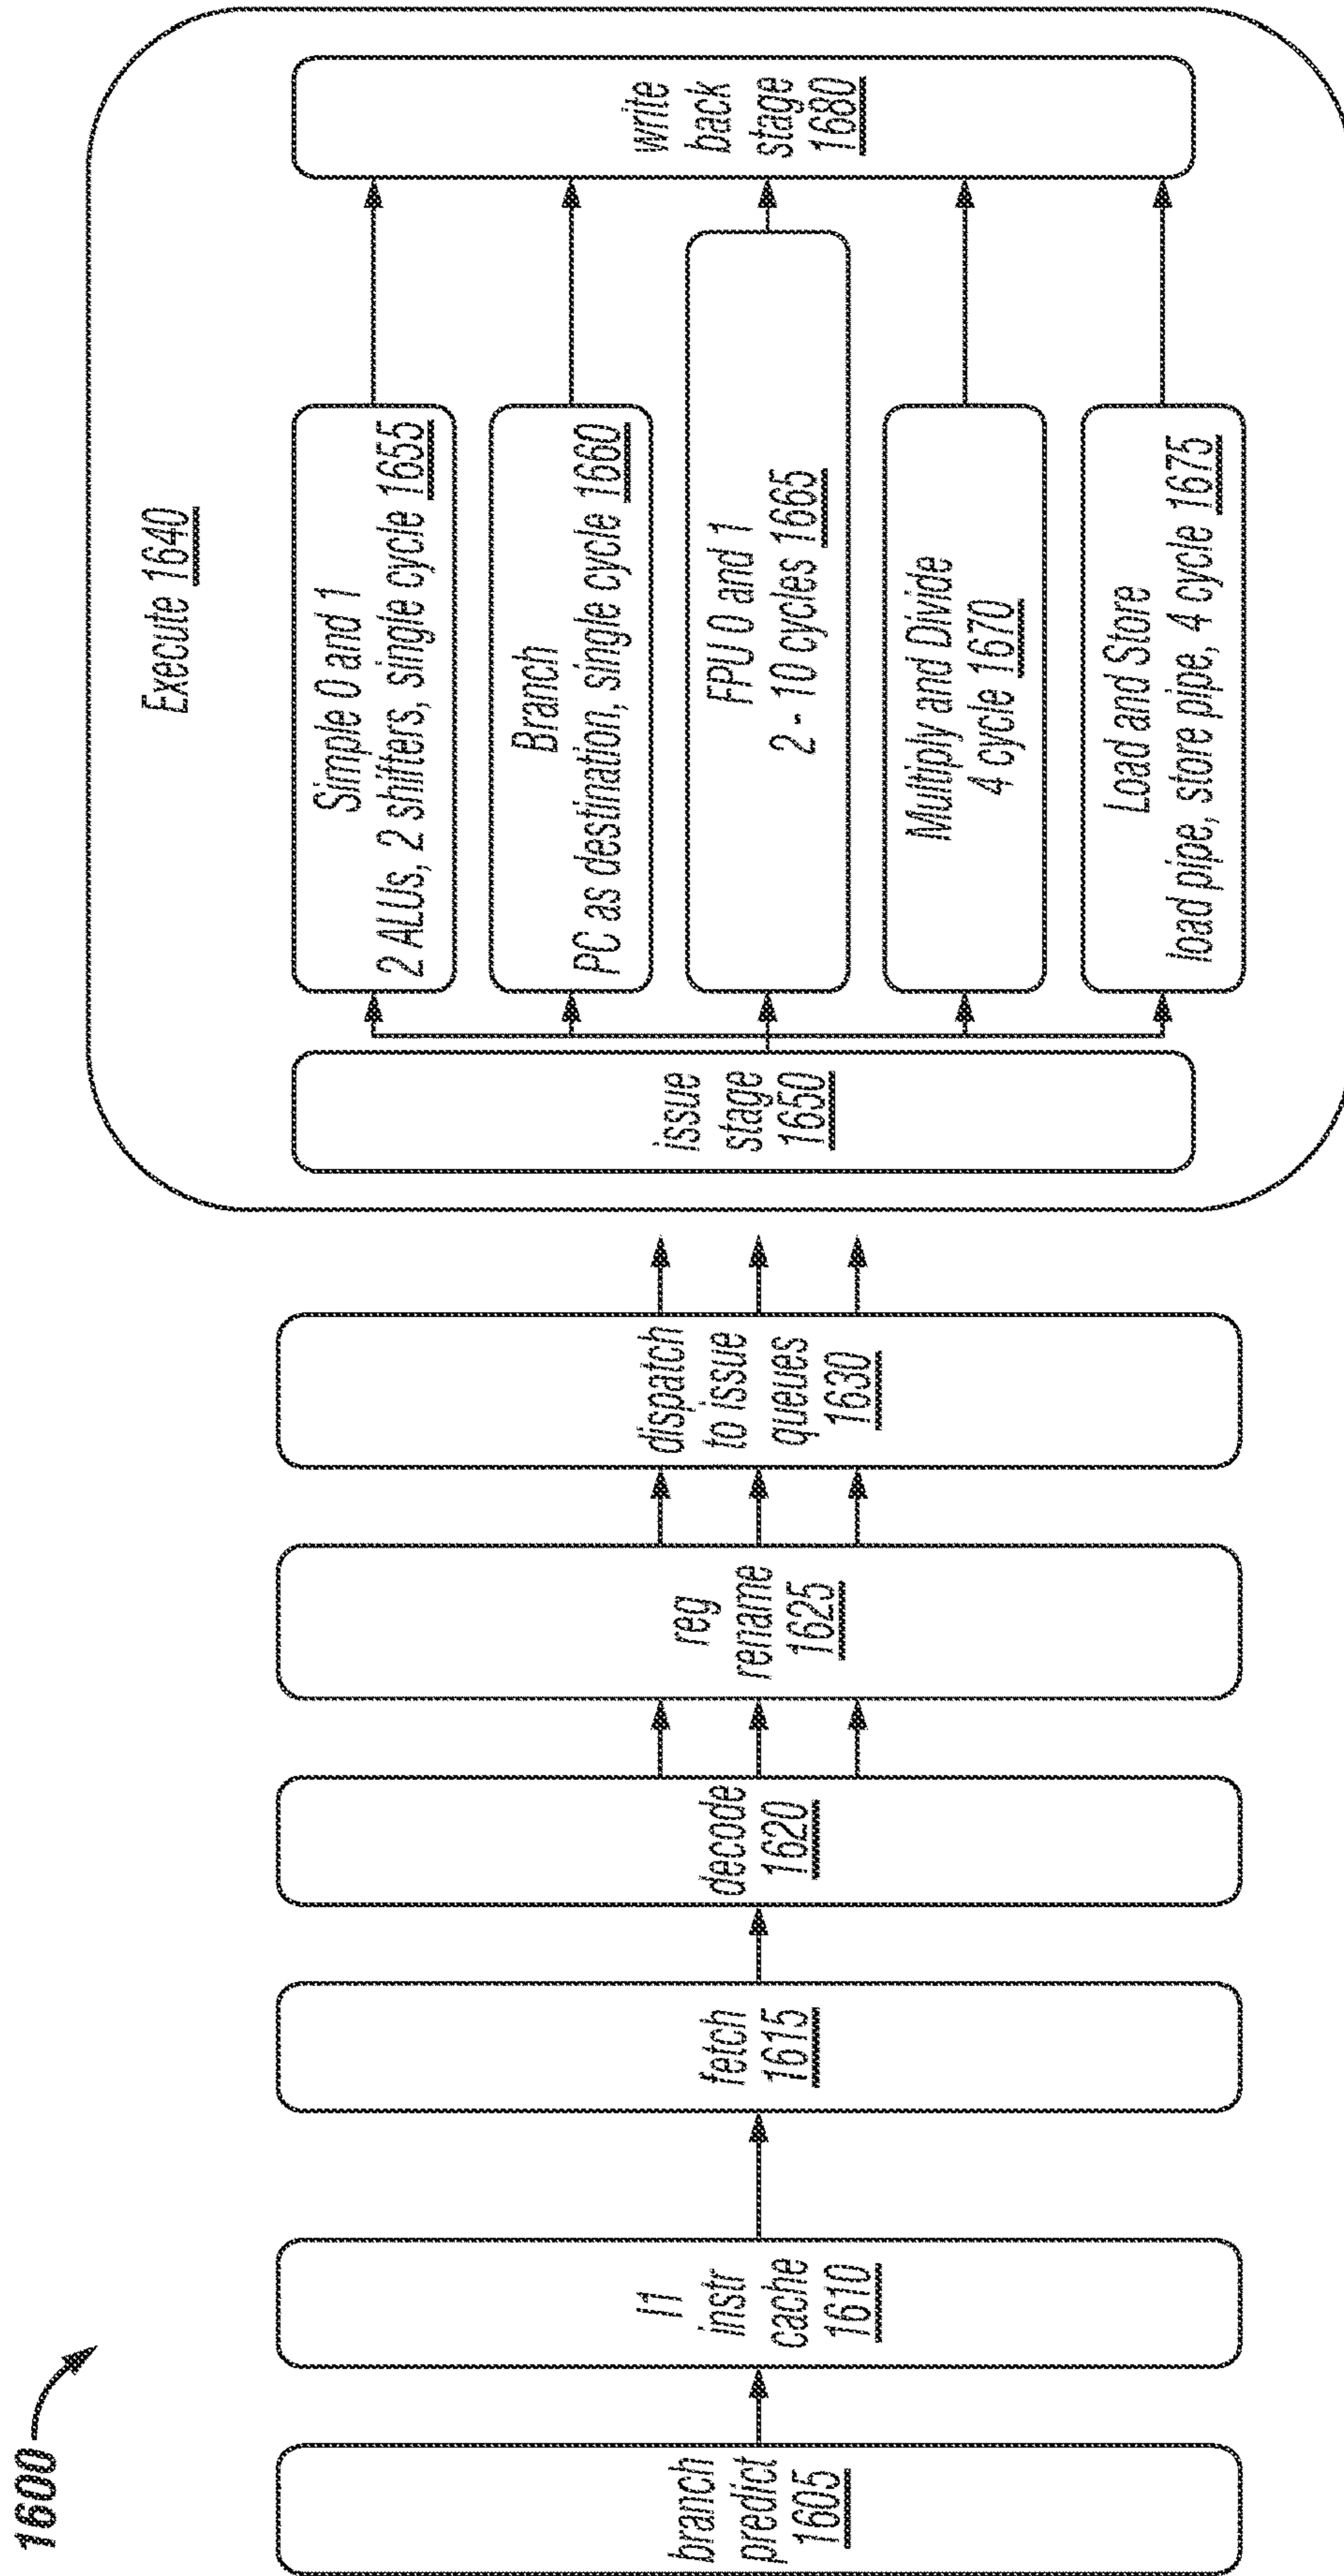 1600
branch
predict
1605
I1
instr
cache
1610
fetch
1615
decode
1620
reg
rename
1625
dispatch
to issue
queues
1630
Execute 1640
issue
stage
1650
Simple 0 and 1
2 ALUs, 2 shifters, single cycle 1655
Branch
PC as destination, single cycle 1660
FPU 0 and 1
2 - 10 cycles 1665
Multiply and Divide
4 cycle 1670
Load and Store
load pipe, store pipe, 4 cycle 1675
write
back
stage
1680